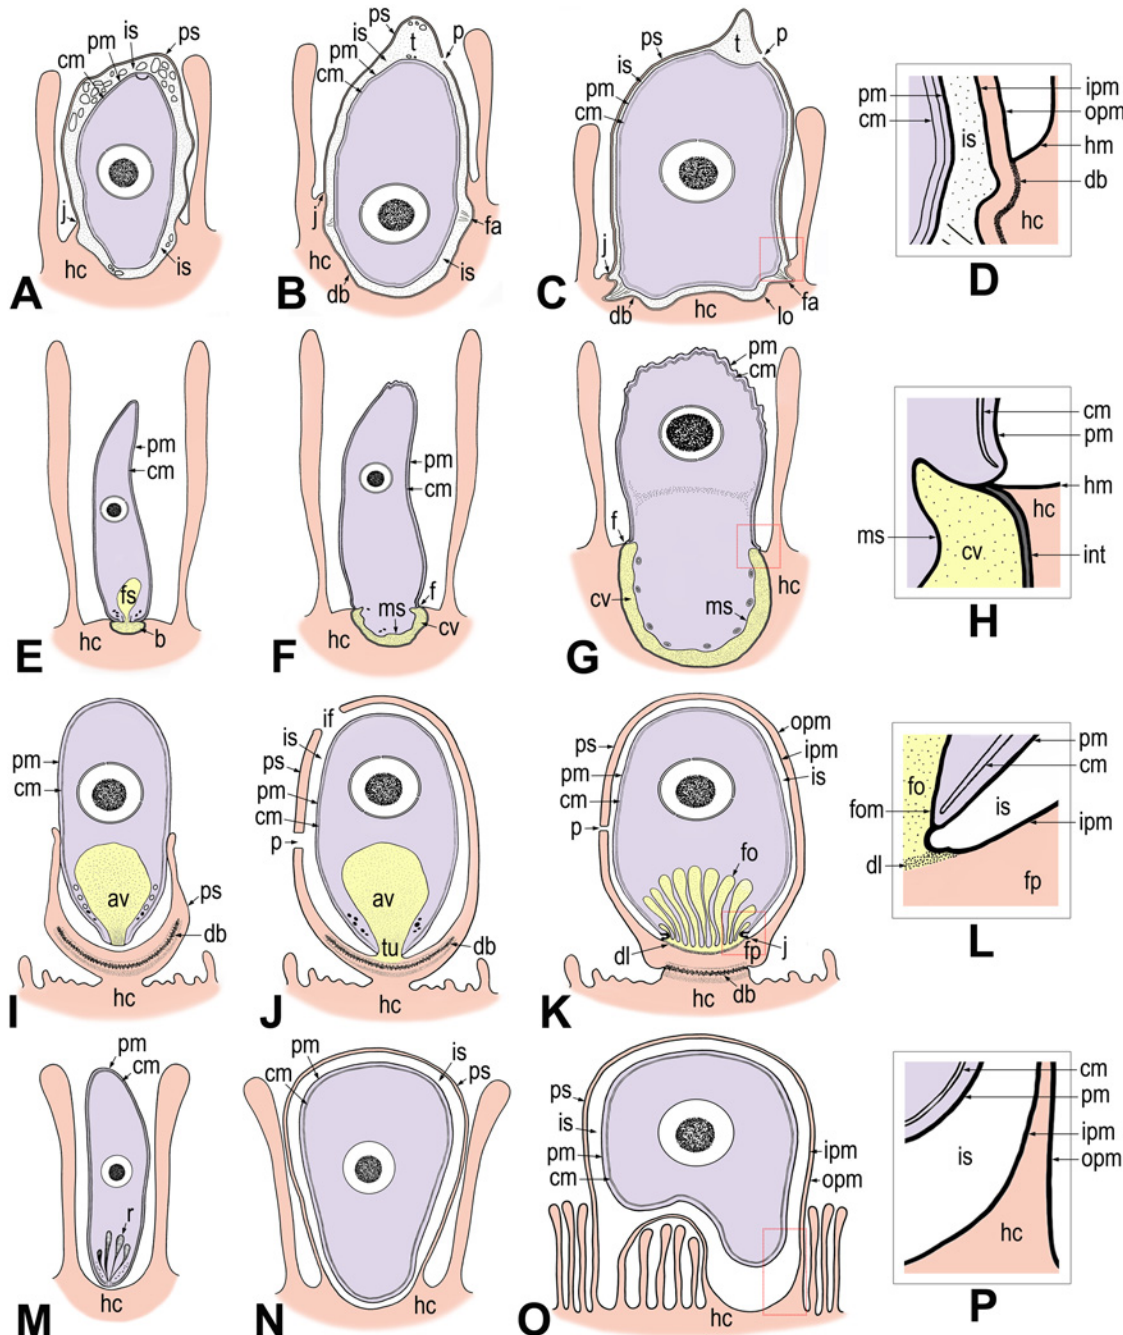 is
pm
ps
cm
j
hc
is
A
ps
is
t
p
pm
cm
j
fa
hc
is
db
B
ps
t
p
is
pm
cm
j
db
hc
lo
fa
C
pm
cm
is
ipm
opm
hm
db
hc
D
pm
cm
fs
hc
b
E
pm
cm
f
ms
hc
cv
F
pm
cm
f
cv
ms
hc
G
cm
pm
hm
hc
ms
cv
int
H
pm
cm
av
ps
db
hc
I
if
is
ps
pm
cm
p
av
tu
db
hc
J
opm
ps
ipm
pm
is
cm
p
fo
dl
fp
j
db
hc
K
pm
cm
fo
is
fom
ipm
dl
fp
L
pm
cm
r
hc
M
pm
is
cm
ps
hc
N
ps
is
pm
cm
ipm
opm
hc
O
cm
pm
ipm
is
opm
hc
P